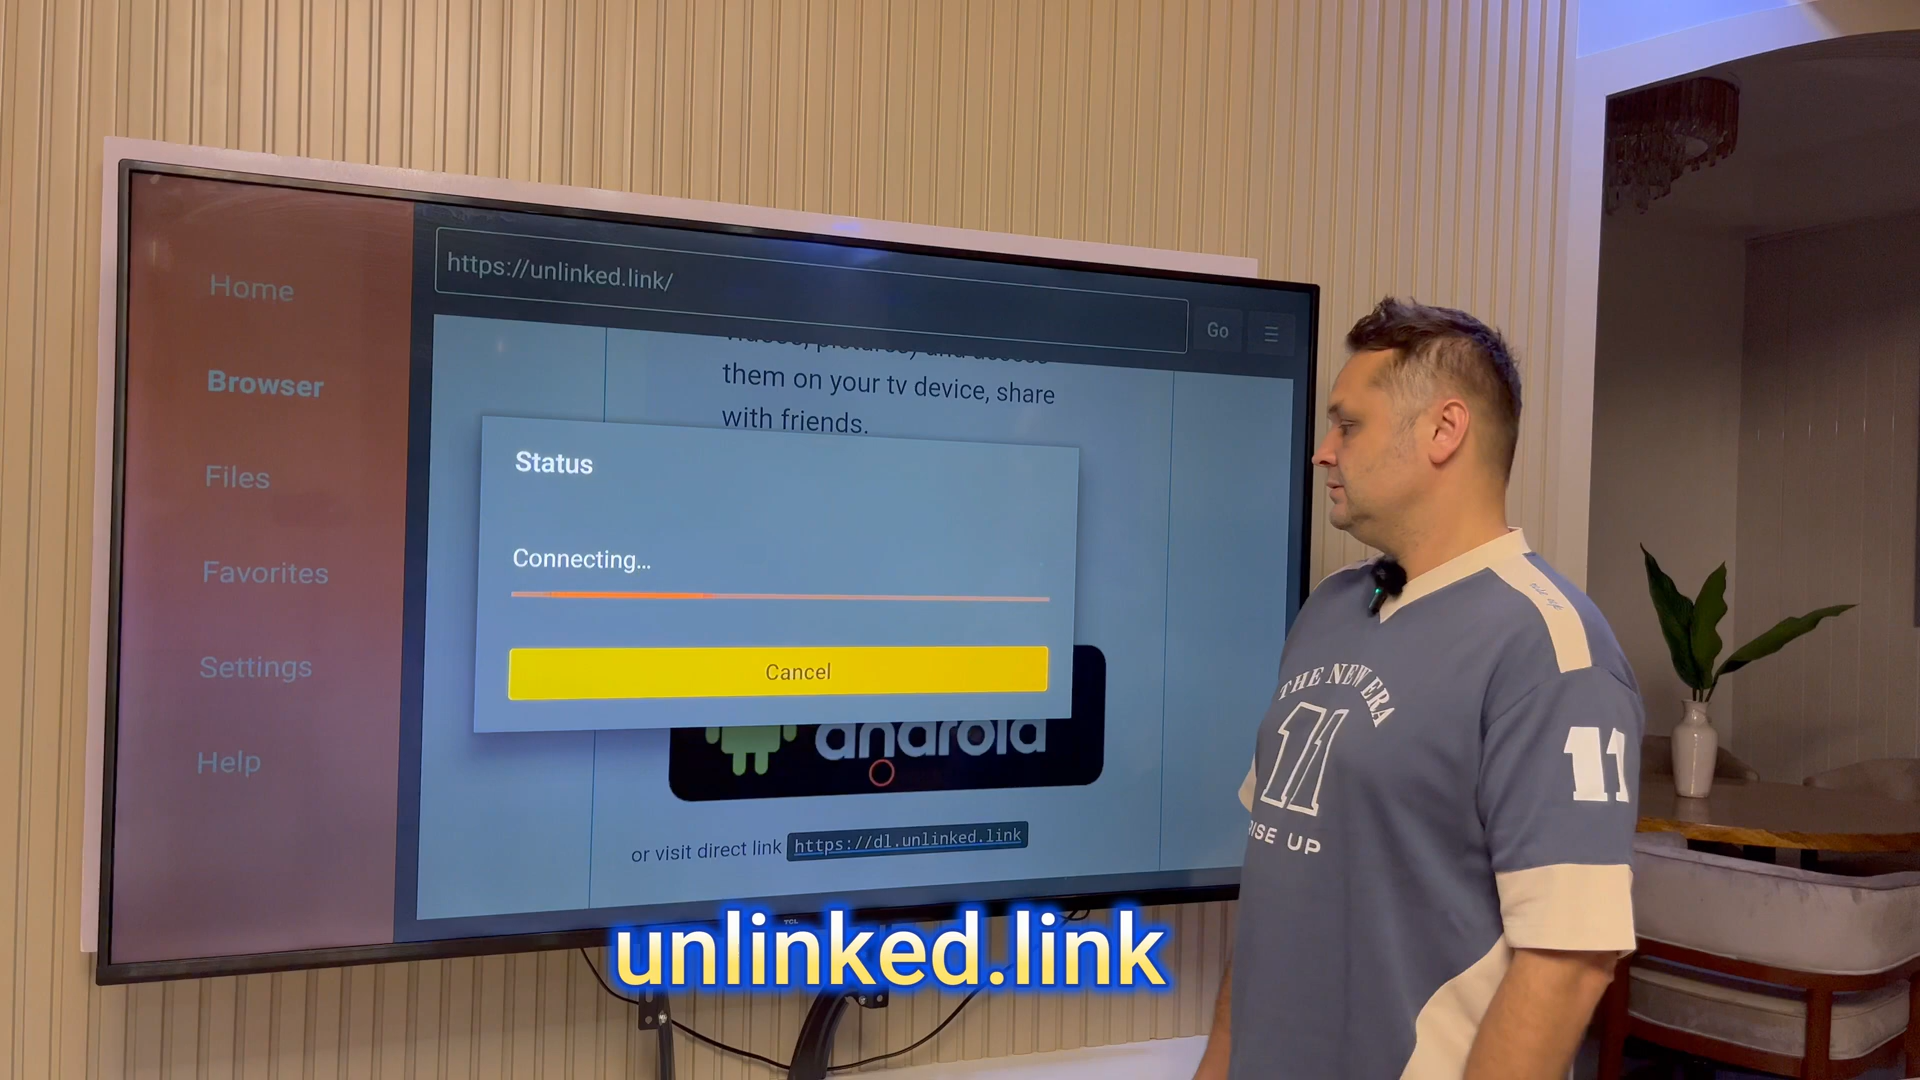 Home
Browser
Files
Favorites
Settings
Help
https://unlinked.link/
Go
them on your tv device, share
with friends.
Status
Connecting...
Cancel
android
or visit direct link https://dl.unlinked.link
TCL
unlinked.link
THE NEW ERA
11
RISE UP
11